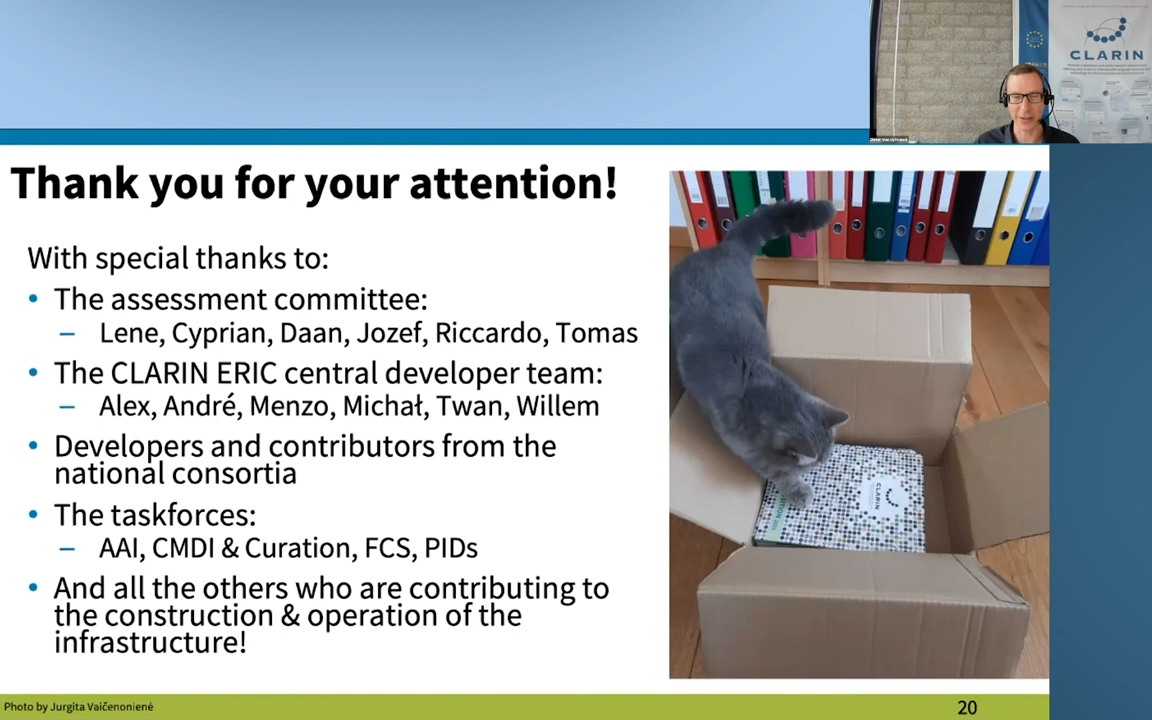 CLARIN
Thank you for your attention!
With special thanks to:
• The assessment committee:
– Lene, Cyprian, Daan, Jozef, Riccardo, Tomas
• The CLARIN ERIC central developer team:
– Alex, André, Menzo, Michał, Twan, Willem
• Developers and contributors from the
national consortia
• The taskforces:
– AAI, CMDI & Curation, FCS, PIDs
• And all the others who are contributing to
the construction & operation of the
infrastructure!
CLARIN
Photo by Jurgita Vaičenonienė
20